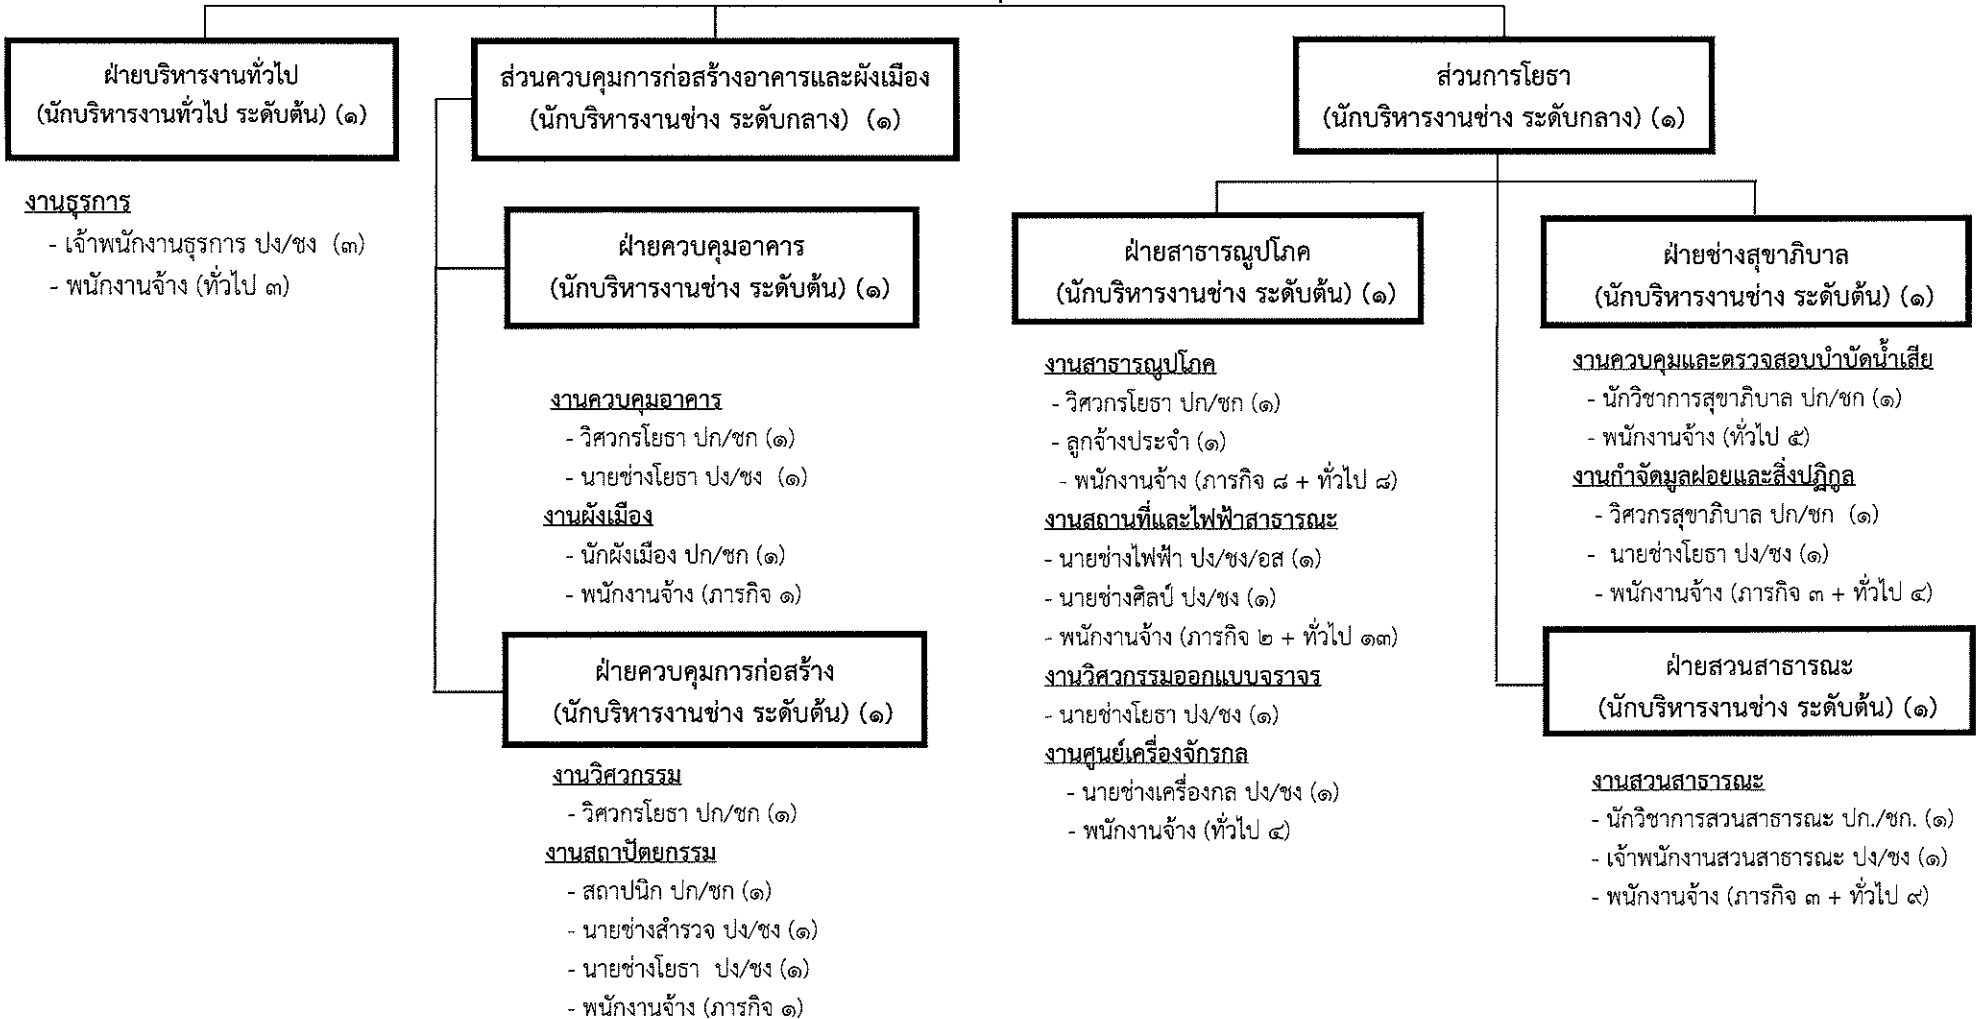 ฝ่ายบริหารงานทั่วไป
(นักบริหารงานทั่วไป ระดับต้น) (๑)
งานธุรการ
- เจ้าพนักงานธุรการ ปง/ชง (๓)
- พนักงานจ้าง (ทั่วไป ๓)
ส่วนควบคุมการก่อสร้างอาคารและผังเมือง
(นักบริหารงานช่าง ระดับกลาง) (๑)
ฝ่ายควบคุมอาคาร
(นักบริหารงานช่าง ระดับต้น) (๑)
งานควบคุมอาคาร
- วิศวกรโยธา ปก/ชก (๑)
- นายช่างโยธา ปง/ชง (๑)
งานผังเมือง
- นักผังเมือง ปก/ชก (๑)
- พนักงานจ้าง (ภารกิจ ๑)
ฝ่ายควบคุมการก่อสร้าง
(นักบริหารงานช่าง ระดับต้น) (๑)
งานวิศวกรรม
- วิศวกรโยธา ปก/ชก (๑)
งานสถาปัตยกรรม
- สถาปนิก ปก/ชก (๑)
- นายช่างสำรวจ ปง/ชง (๑)
- นายช่างโยธา ปง/ชง (๑)
- พนักงานจ้าง (ภารกิจ ๑)
ส่วนการโยธา
(นักบริหารงานช่าง ระดับกลาง) (๑)
ฝ่ายสาธารณูปโภค
(นักบริหารงานช่าง ระดับต้น) (๑)
งานสาธารณูปโภค
- วิศวกรโยธา ปก/ชก (๑)
- ลูกจ้างประจำ (๑)
- พนักงานจ้าง (ภารกิจ ๘ + ทั่วไป ๘)
งานสถานที่และไฟฟ้าสาธารณะ
- นายช่างไฟฟ้า ปง/ชง/อส (๑)
- นายช่างศิลป์ ปง/ชง (๑)
- พนักงานจ้าง (ภารกิจ ๒ + ทั่วไป ๑๓)
งานวิศวกรรมออกแบบจราจร
- นายช่างโยธา ปง/ชง (๑)
งานศูนย์เครื่องจักรกล
- นายช่างเครื่องกล ปง/ชง (๑)
- พนักงานจ้าง (ทั่วไป ๔)
ฝ่ายช่างสุขาภิบาล
(นักบริหารงานช่าง ระดับต้น) (๑)
งานควบคุมและตรวจสอบบำบัดน้ำเสีย
- นักวิชาการสุขาภิบาล ปก/ชก (๑)
- พนักงานจ้าง (ทั่วไป ๕)
งานกำจัดมูลฝอยและสิ่งปฏิกูล
- วิศวกรสุขาภิบาล ปก/ชก (๑)
- นายช่างโยธา ปง/ชง (๑)
- พนักงานจ้าง (ภารกิจ ๓ + ทั่วไป ๔)
ฝ่ายสวนสาธารณะ
(นักบริหารงานช่าง ระดับต้น) (๑)
งานสวนสาธารณะ
- นักวิชาการสวนสาธารณะ ปก./ชก. (๑)
- เจ้าพนักงานสวนสาธารณะ ปง/ชง (๑)
- พนักงานจ้าง (ภารกิจ ๓ + ทั่วไป ๙)